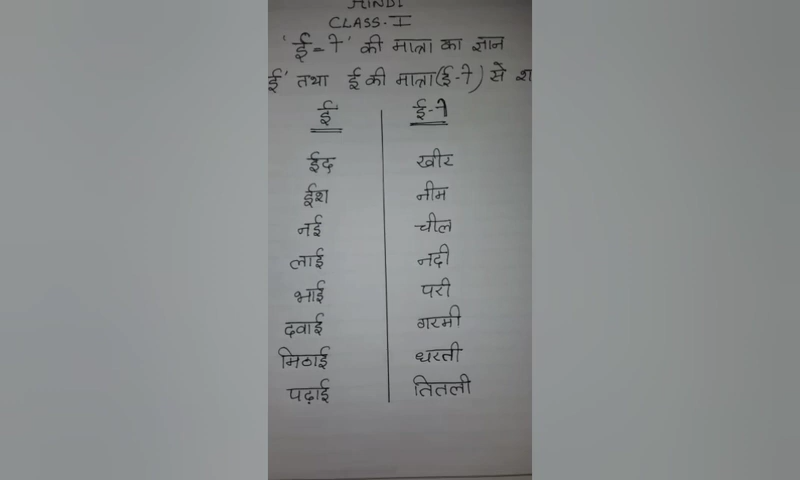 HINDI
CLASS-I
'ई=ी' की मात्रा का ज्ञान
ई' तथा ई की मात्रा(ई-ी) से
ई ई-ी
ईद खीर
ईश नीम
नई चील
लाई नदी
भाई परी
दवाई गरमी
मिठाई धरती
पढ़ाई तितली